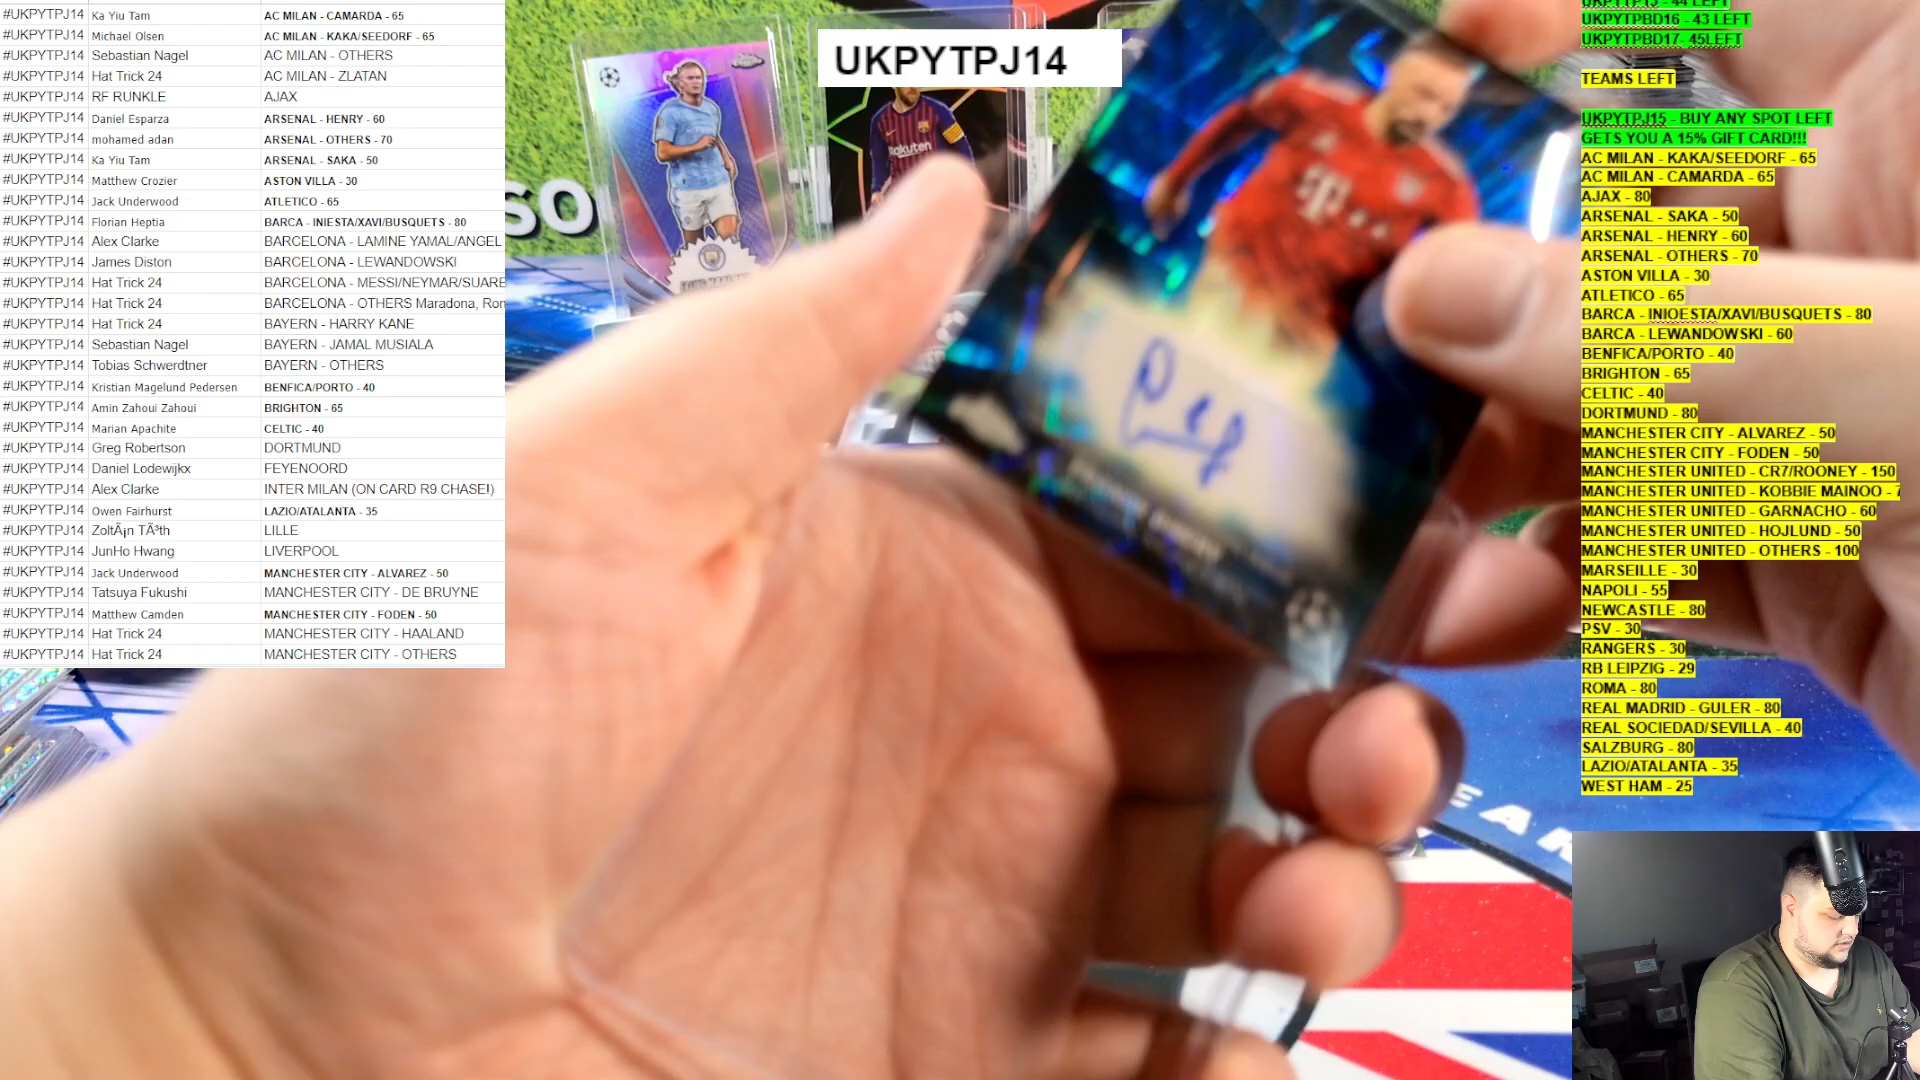 #UKPYTPJ14 Ka Yiu Tam AC MILAN - CAMARDA - 65
#UKPYTPJ14 Michael Olsen AC MILAN - KAKA/SEEDORF - 65
#UKPYTPJ14 Sebastian Nagel AC MILAN - OTHERS
#UKPYTPJ14 Hat Trick 24 AC MILAN - ZLATAN
#UKPYTPJ14 RF RUNKLE AJAX
#UKPYTPJ14 Daniel Esparza ARSENAL - HENRY - 60
#UKPYTPJ14 mohamed adan ARSENAL - OTHERS - 70
#UKPYTPJ14 Ka Yiu Tam ARSENAL - SAKA - 50
#UKPYTPJ14 Matthew Crozier ASTON VILLA - 30
#UKPYTPJ14 Jack Underwood ATLETICO - 65
#UKPYTPJ14 Florian Heptia BARCA - INIESTA/XAVI/BUSQUETS - 80
#UKPYTPJ14 Alex Clarke BARCELONA - LAMINE YAMAL/ANGEL
#UKPYTPJ14 James Diston BARCELONA - LEWANDOWSKI
#UKPYTPJ14 Hat Trick 24 BARCELONA - MESSI/NEYMAR/SUARE
#UKPYTPJ14 Hat Trick 24 BARCELONA - OTHERS Maradona, Ron
#UKPYTPJ14 Hat Trick 24 BAYERN - HARRY KANE
#UKPYTPJ14 Sebastian Nagel BAYERN - JAMAL MUSIALA
#UKPYTPJ14 Tobias Schwerdtner BAYERN - OTHERS
#UKPYTPJ14 Kristian Magelund Pedersen BENFICA/PORTO - 40
#UKPYTPJ14 Amin Zahoui Zahoui BRIGHTON - 65
#UKPYTPJ14 Marian Apachite CELTIC - 40
#UKPYTPJ14 Greg Robertson DORTMUND
#UKPYTPJ14 Daniel Lodewijkx FEYENOORD
#UKPYTPJ14 Alex Clarke INTER MILAN (ON CARD R9 CHASE!)
#UKPYTPJ14 Owen Fairhurst LAZIO/ATALANTA - 35
#UKPYTPJ14 ZoltÃ¡n TÃ³th LILLE
#UKPYTPJ14 JunHo Hwang LIVERPOOL
#UKPYTPJ14 Jack Underwood MANCHESTER CITY - ALVAREZ - 50
#UKPYTPJ14 Tatsuya Fukushi MANCHESTER CITY - DE BRUYNE
#UKPYTPJ14 Matthew Camden MANCHESTER CITY - FODEN - 50
#UKPYTPJ14 Hat Trick 24 MANCHESTER CITY - HAALAND
#UKPYTPJ14 Hat Trick 24 MANCHESTER CITY - OTHERS
UKPYTPJ14
Rakuten
SO
EAM
UKPYTPBD16 - 43 LEFT
UKPYTPBD17- 45LEFT
TEAMS LEFT
UKPYTPJ15 - BUY ANY SPOT LEFT
GETS YOU A 15% GIFT CARD!!!
AC MILAN - KAKA/SEEDORF - 65
AC MILAN - CAMARDA - 65
AJAX - 80
ARSENAL - SAKA - 50
ARSENAL - HENRY - 60
ARSENAL - OTHERS - 70
ASTON VILLA - 30
ATLETICO - 65
BARCA - INIOESTA/XAVI/BUSQUETS - 80
BARCA - LEWANDOWSKI - 60
BENFICA/PORTO - 40
BRIGHTON - 65
CELTIC - 40
DORTMUND - 80
MANCHESTER CITY - ALVAREZ - 50
MANCHESTER CITY - FODEN - 50
MANCHESTER UNITED - CR7/ROONEY - 150
MANCHESTER UNITED - KOBBIE MAINOO - 7
MANCHESTER UNITED - GARNACHO - 60
MANCHESTER UNITED - HOJLUND - 50
MANCHESTER UNITED - OTHERS - 100
MARSEILLE - 30
NAPOLI - 55
NEWCASTLE - 80
PSV - 30
RANGERS - 30
RB LEIPZIG - 29
ROMA - 80
REAL MADRID - GULER - 80
REAL SOCIEDAD/SEVILLA - 40
SALZBURG - 80
LAZIO/ATALANTA - 35
WEST HAM - 25